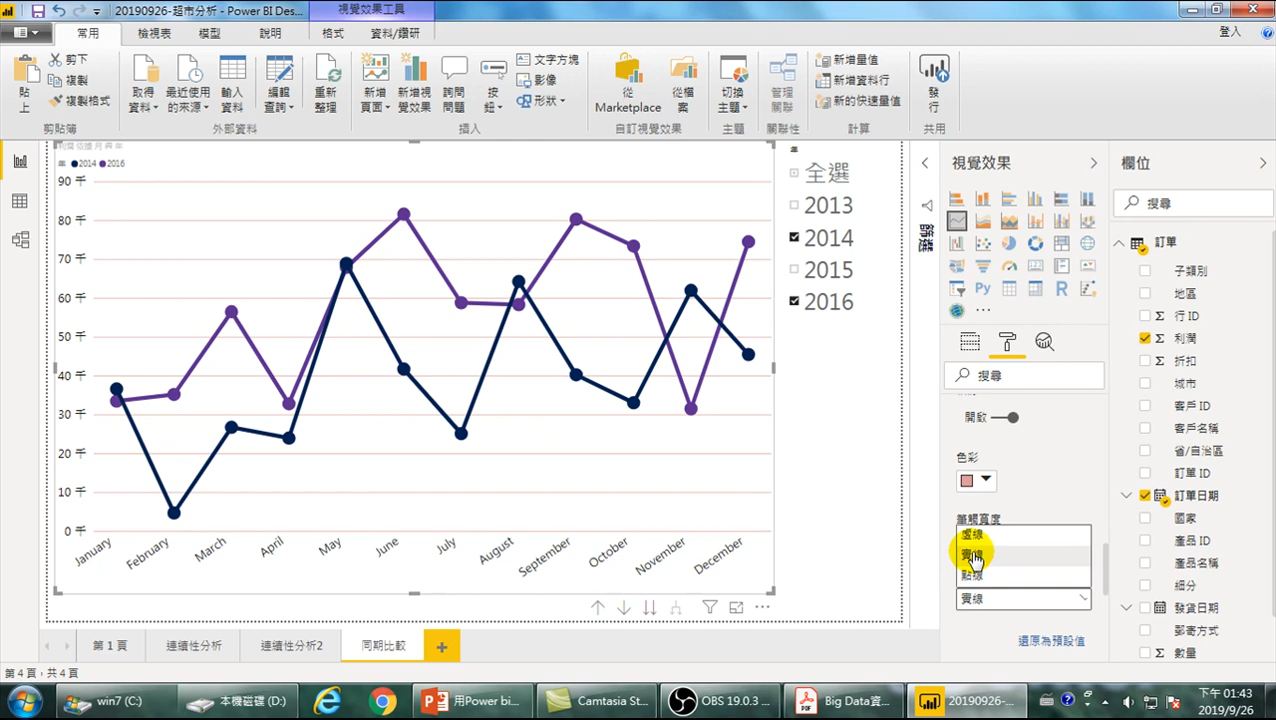 20190926-超市分析 - Power BI Des...
視覺效果工具
常用
檢視表
模型
說明
格式
資料/鑽研
登入
貼上
剪下
複製
複製格式
取得資料
最近使用的來源
輸入資料
編輯查詢
重新整理
新增頁面
新增視覺效果
詢問問題
按鈕
文字方塊
影像
形狀
從 Marketplace
從檔案
切換主題
管理關聯
新增量值
新增資料行
新的快速量值
發行
剪貼簿
外部資料
插入
自訂視覺效果
主題
關聯性
計算
共用
利潤 依據 月 與 年
年 2014 2016
90 千
80 千
70 千
60 千
50 千
40 千
30 千
20 千
10 千
0 千
January
February
March
April
May
June
July
August
September
October
November
December
年
全選
2013
2014
2015
2016
篩選
視覺效果
Py
R
搜尋
開啟
色彩
筆觸寬度
虛線
實線
點線
實線
還原為預設值
欄位
搜尋
訂單
子類別
地區
行 ID
利潤
折扣
城市
客戶 ID
客戶名稱
省/自治區
訂單 ID
訂單日期
國家
產品 ID
產品名稱
細分
發貨日期
郵寄方式
數量
第 1 頁
連續性分析
連續性分析2
同期比較
第 4 頁，共 4 頁
win7 (C:)
本機磁碟 (D:)
用Power bi...
Camtasia St...
OBS 19.0.3 ...
Big Data資...
20190926-...
下午 01:43
2019/9/26